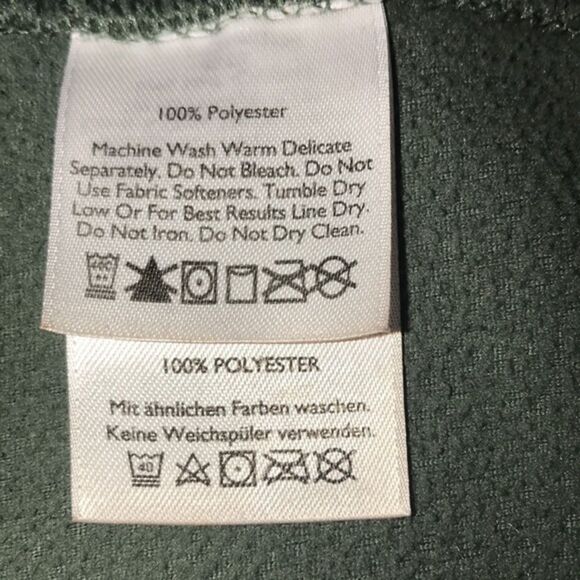 100% Polyester
Machine Wash Warm Delicate
Separately. Do Not Bleach. Do Not
Use Fabric Softeners. Tumble Dry
Low Or For Best Results Line Dry.
Do Not Iron. Do Not Dry Clean.
40C
100% POLYESTER
Mit ähnlichen Farben waschen.
Keine Weichspüler verwenden.
40